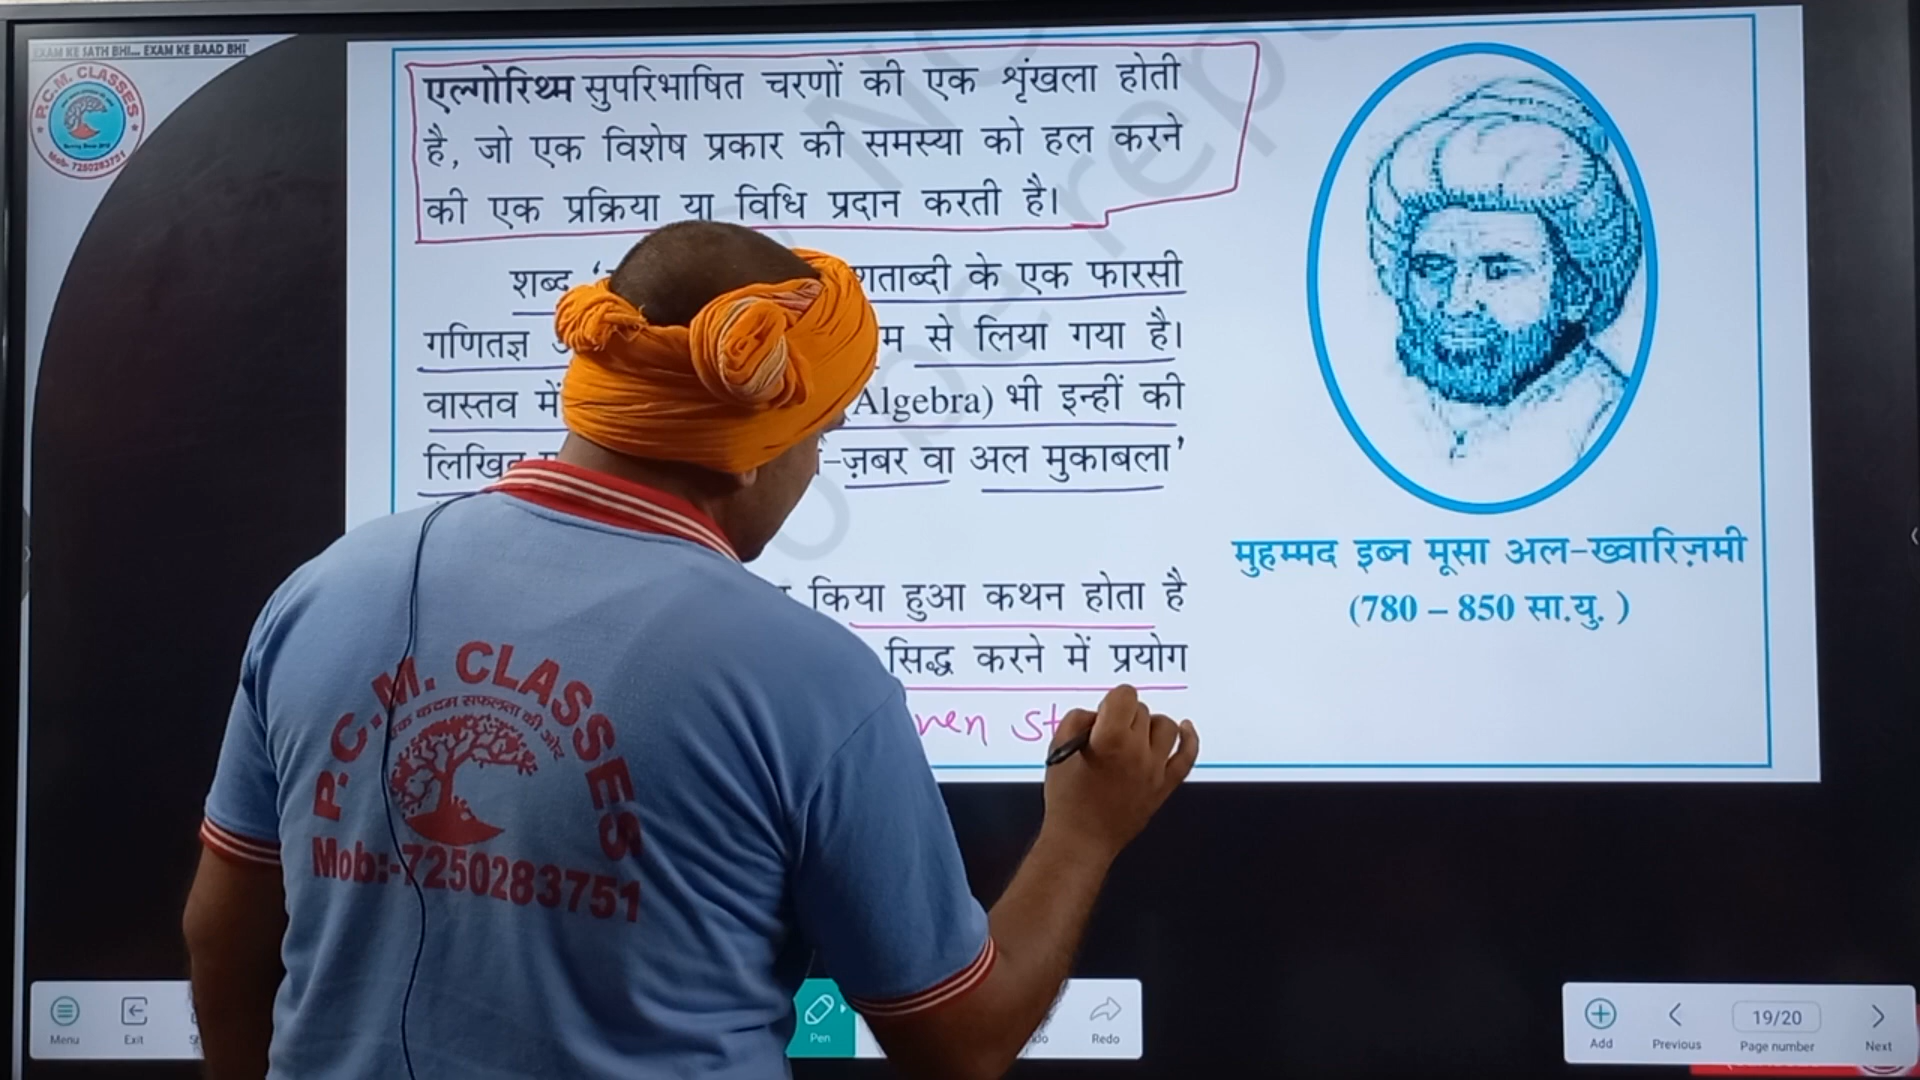 EXAM KE SATH BHI... EXAM KE BAAD BHI
P.C.M. CLASSES
Mob- 7250283751
एल्गोरिथ्म सुपरिभाषित चरणों की एक शृंखला होती
है, जो एक विशेष प्रकार की समस्या को हल करने
की एक प्रक्रिया या विधि प्रदान करती है।
शब्द ‘ शताब्दी के एक फारसी
गणितज्ञ से लिया गया है।
वास्तव में (Algebra) भी इन्हीं की
-ज़बर वा अल मुकाबला’
किया हुआ कथन होता है
सिद्ध करने में प्रयोग
मुहम्मद इब्न मूसा अल-ख्वारिज़मी
(780 – 850 सा.यु. )
P.C.M. CLASSES
एक कदम सफलता की ओर
Mob:-7250283751
Menu
Exit
Pen
Redo
Add
Previous
19/20
Page number
Next